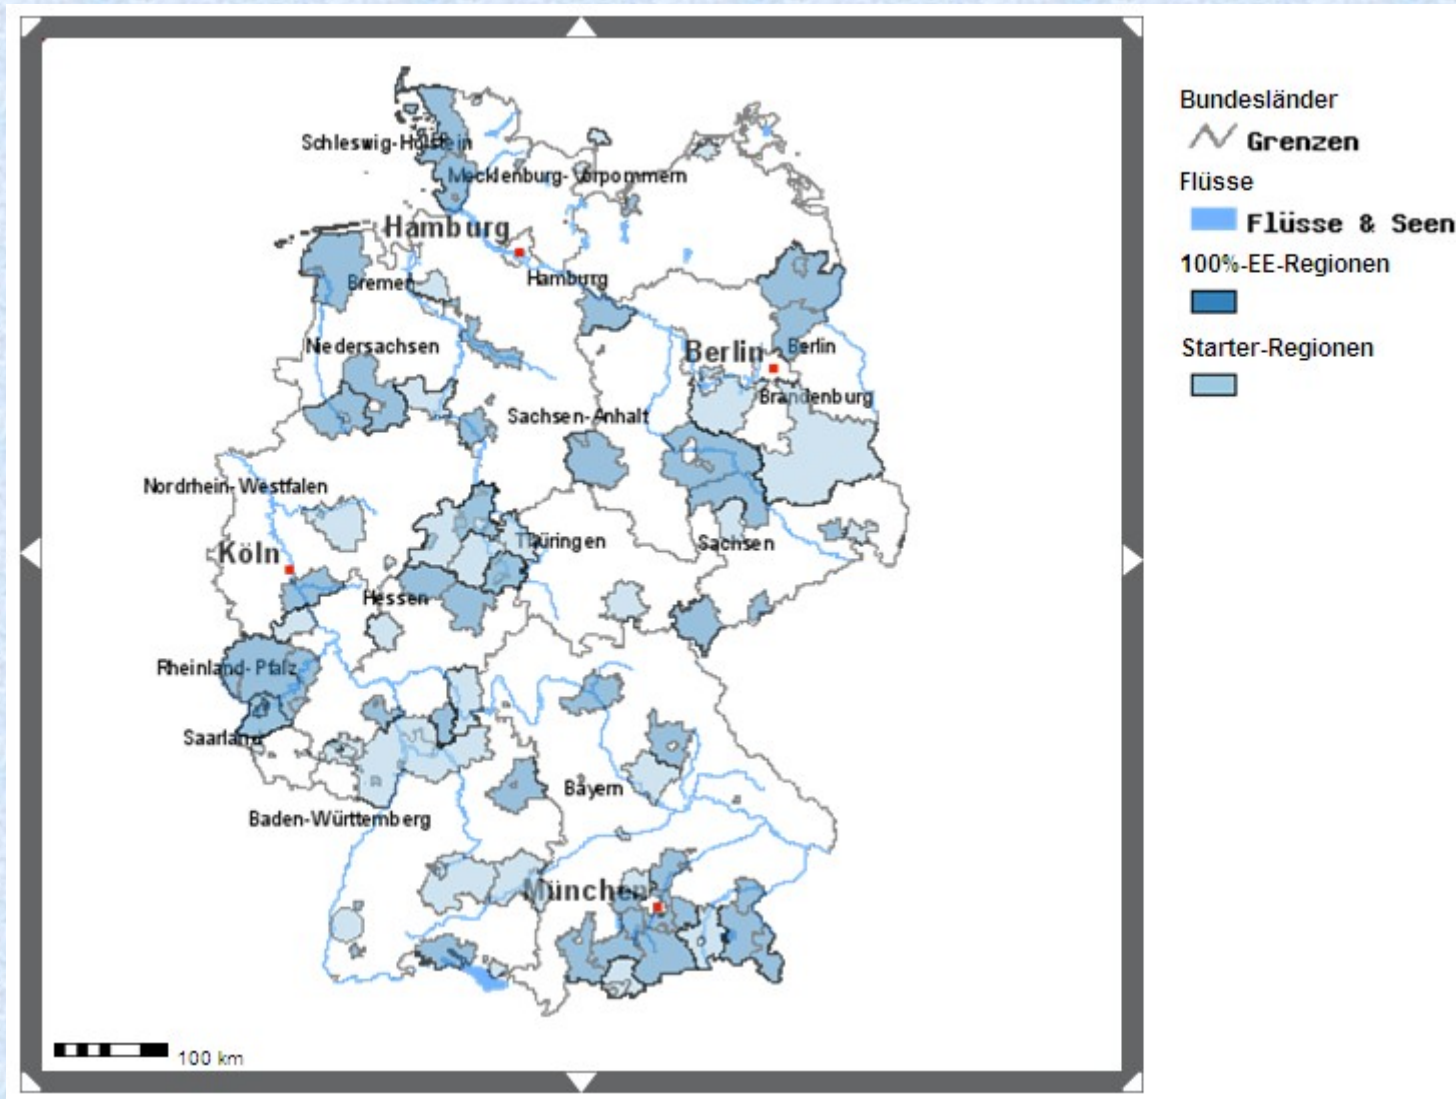 Schleswig-Holstein
Mecklenburg-Vorpommern
Hamburg
Hamburg
Bremen
Niedersachsen
Berlin
Berlin
Brandenburg
Sachsen-Anhalt
Nordrhein-Westfalen
Köln
Thüringen
Sachsen
Hessen
Rheinland-Pfalz
Saarland
Bayern
Baden-Württemberg
München
100 km
Bundesländer
Grenzen
Flüsse
Flüsse & Seen
100%-EE-Regionen
Starter-Regionen